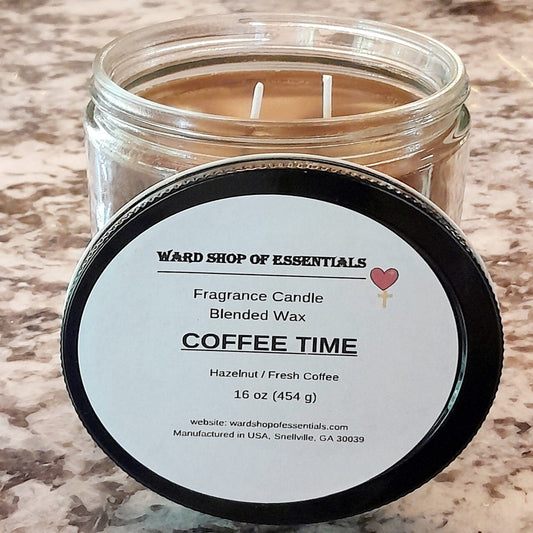 WARD SHOP OF ESSENTIALS
Fragrance Candle
Blended Wax
COFFEE TIME
Hazelnut / Fresh Coffee
16 oz (454 g)
website: wardshopofessentials.com
Manufactured in USA, Snellville, GA 30039